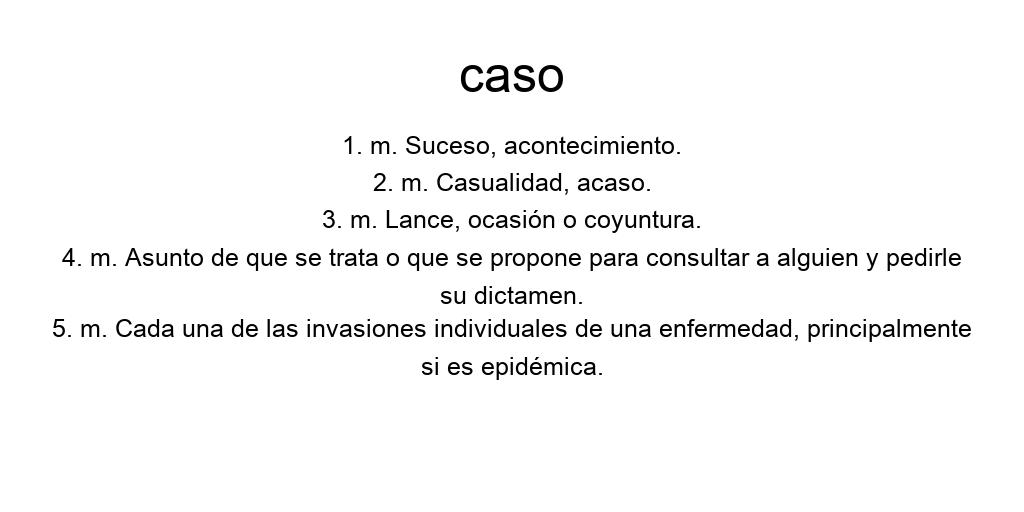 caso
1. m. Suceso, acontecimiento.
2. m. Casualidad, acaso.
3. m. Lance, ocasión o coyuntura.
4. m. Asunto de que se trata o que se propone para consultar a alguien y pedirle
su dictamen.
5. m. Cada una de las invasiones individuales de una enfermedad, principalmente
si es epidémica.